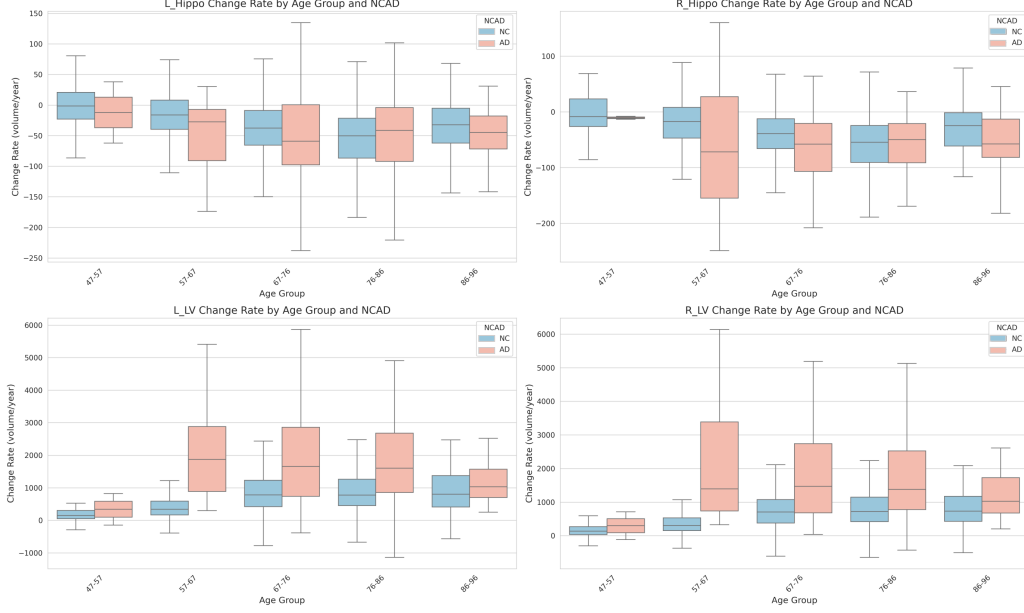 L_Hippo Change Rate by Age Group and NCAD
150
100
50
0
−50
−100
−150
−200
−250
Change Rate (volume/year)
NCAD
NC
AD
47-57
57-67
67-76
76-86
86-96
Age Group
R_Hippo Change Rate by Age Group and NCAD
100
0
−100
−200
Change Rate (volume/year)
NCAD
NC
AD
47-57
57-67
67-76
76-86
86-96
Age Group
L_LV Change Rate by Age Group and NCAD
6000
5000
4000
3000
2000
1000
0
−1000
Change Rate (volume/year)
NCAD
NC
AD
47-57
57-67
67-76
76-86
86-96
Age Group
R_LV Change Rate by Age Group and NCAD
6000
5000
4000
3000
2000
1000
0
Change Rate (volume/year)
NCAD
NC
AD
47-57
57-67
67-76
76-86
86-96
Age Group